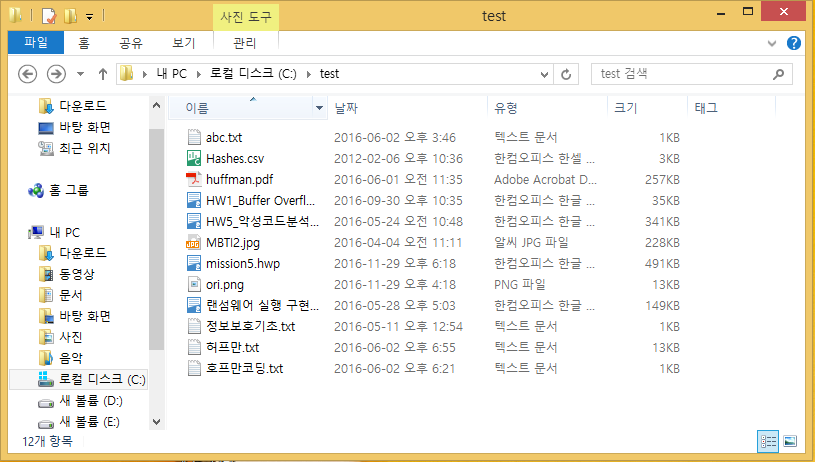 사진 도구
test
파일 홈 공유 보기 관리
내 PC 로컬 디스크 (C:) test
test 검색
다운로드
바탕 화면
최근 위치
홈 그룹
내 PC
다운로드
동영상
문서
바탕 화면
사진
음악
로컬 디스크 (C:)
새 볼륨 (D:)
새 볼륨 (E:)
이름 날짜 유형 크기 태그
abc.txt 2016-06-02 오후 3:46 텍스트 문서 1KB
Hashes.csv 2012-02-06 오후 10:36 한컴오피스 한셀 ... 3KB
huffman.pdf 2016-06-01 오전 11:35 Adobe Acrobat D... 257KB
HW1_Buffer Overfl... 2016-09-30 오후 10:35 한컴오피스 한글 ... 35KB
HW5_악성코드분석... 2016-05-24 오전 10:48 한컴오피스 한글 ... 341KB
MBTI2.jpg 2016-04-04 오전 11:11 알씨 JPG 파일 228KB
mission5.hwp 2016-11-29 오후 6:18 한컴오피스 한글 ... 491KB
ori.png 2016-11-29 오후 4:18 PNG 파일 13KB
랜섬웨어 실행 구현... 2016-05-28 오후 5:03 한컴오피스 한글 ... 149KB
정보보호기초.txt 2016-05-11 오후 12:54 텍스트 문서 1KB
허프만.txt 2016-06-02 오후 6:55 텍스트 문서 13KB
호프만코딩.txt 2016-06-02 오후 6:21 텍스트 문서 1KB
12개 항목